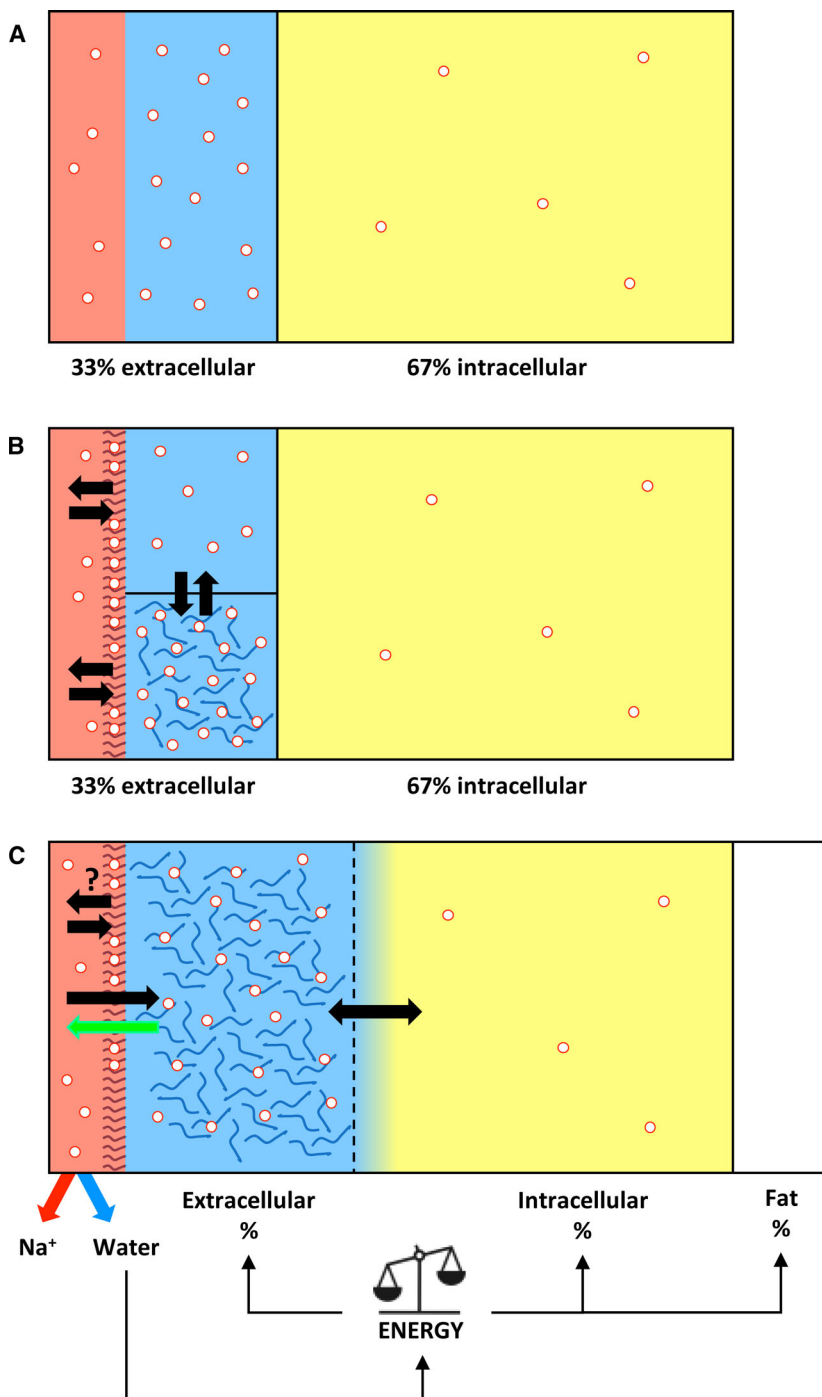 A
33% extracellular 67% intracellular
B
33% extracellular 67% intracellular
C
?
Extracellular Intracellular Fat
% % %
Na⁺ Water
ENERGY